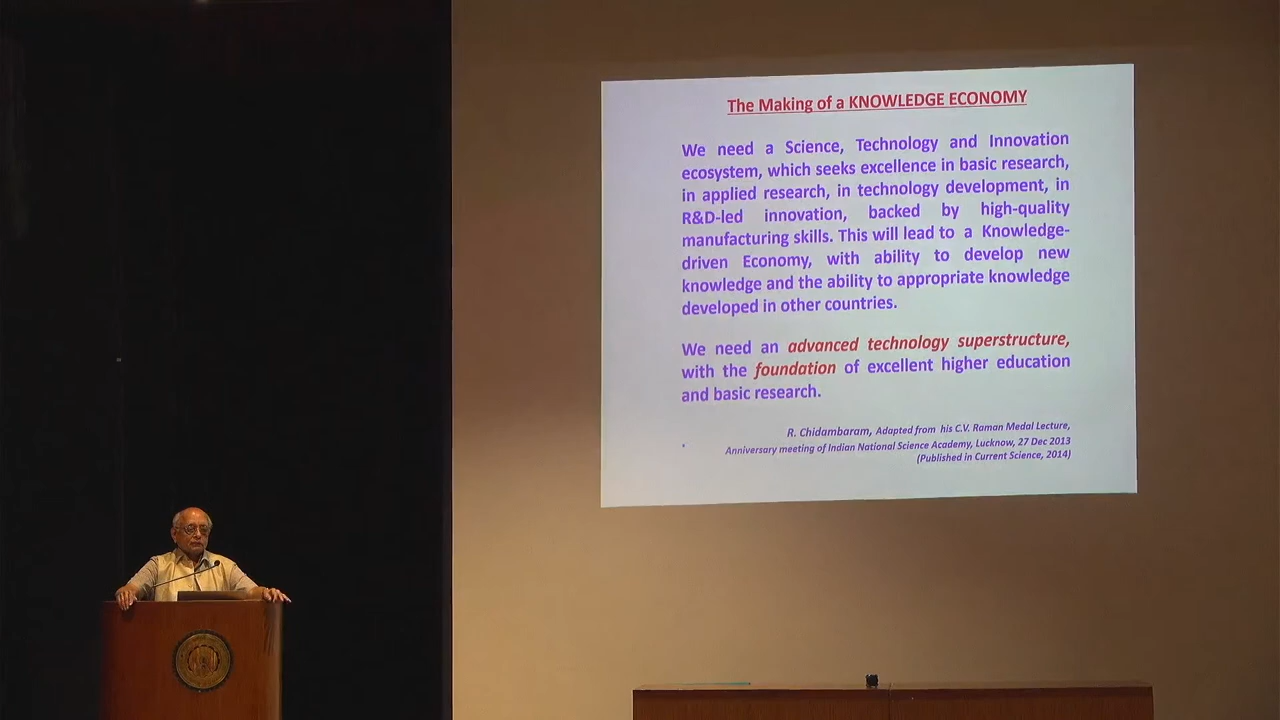 The Making of a KNOWLEDGE ECONOMY
We need a Science, Technology and Innovation
ecosystem, which seeks excellence in basic research,
in applied research, in technology development, in
R&D-led innovation, backed by high-quality
manufacturing skills. This will lead to a Knowledge-
driven Economy, with ability to develop new
knowledge and the ability to appropriate knowledge
developed in other countries.
We need an advanced technology superstructure,
with the foundation of excellent higher education
and basic research.
R. Chidambaram, Adapted from his C.V. Raman Medal Lecture,
Anniversary meeting of Indian National Science Academy, Lucknow, 27 Dec 2013
(Published in Current Science, 2014)